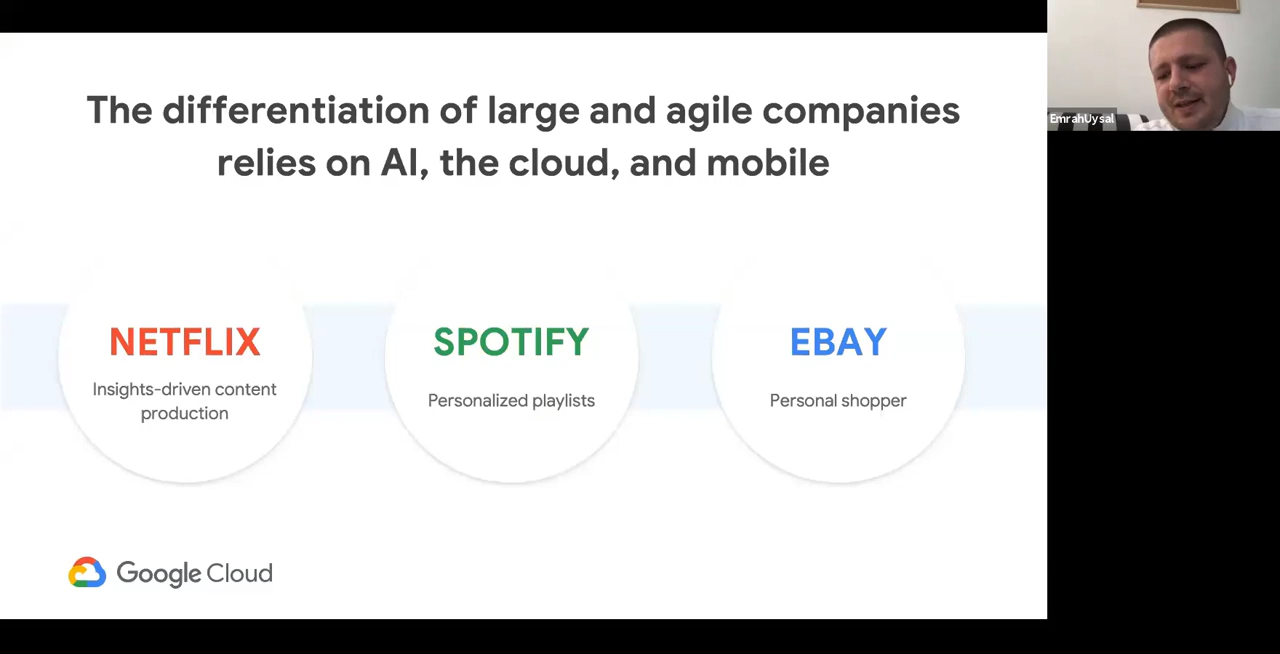 The differentiation of large and agile companies
relies on AI, the cloud, and mobile
NETFLIX
Insights-driven content
production
SPOTIFY
Personalized playlists
EBAY
Personal shopper
Google Cloud
EmrahUysal